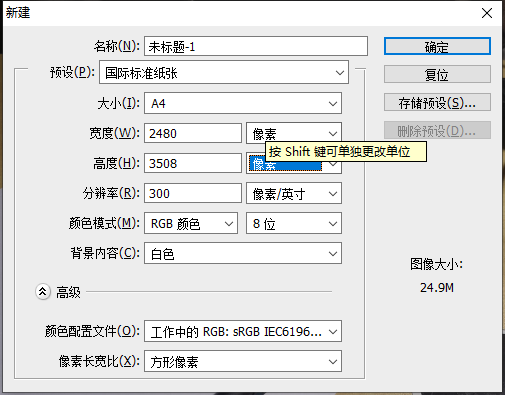 新建
名称(N): 未标题-1
确定
预设(P): 国际标准纸张
复位
大小(I): A4
存储预设(S)...
宽度(W): 2480 像素
删除预设(D)...
按 Shift 键可单独更改单位
高度(H): 3508 像素
分辨率(R): 300 像素/英寸
颜色模式(M): RGB 颜色 8 位
背景内容(C): 白色
图像大小:
24.9M
高级
颜色配置文件(O): 工作中的 RGB: sRGB IEC6196...
像素长宽比(X): 方形像素